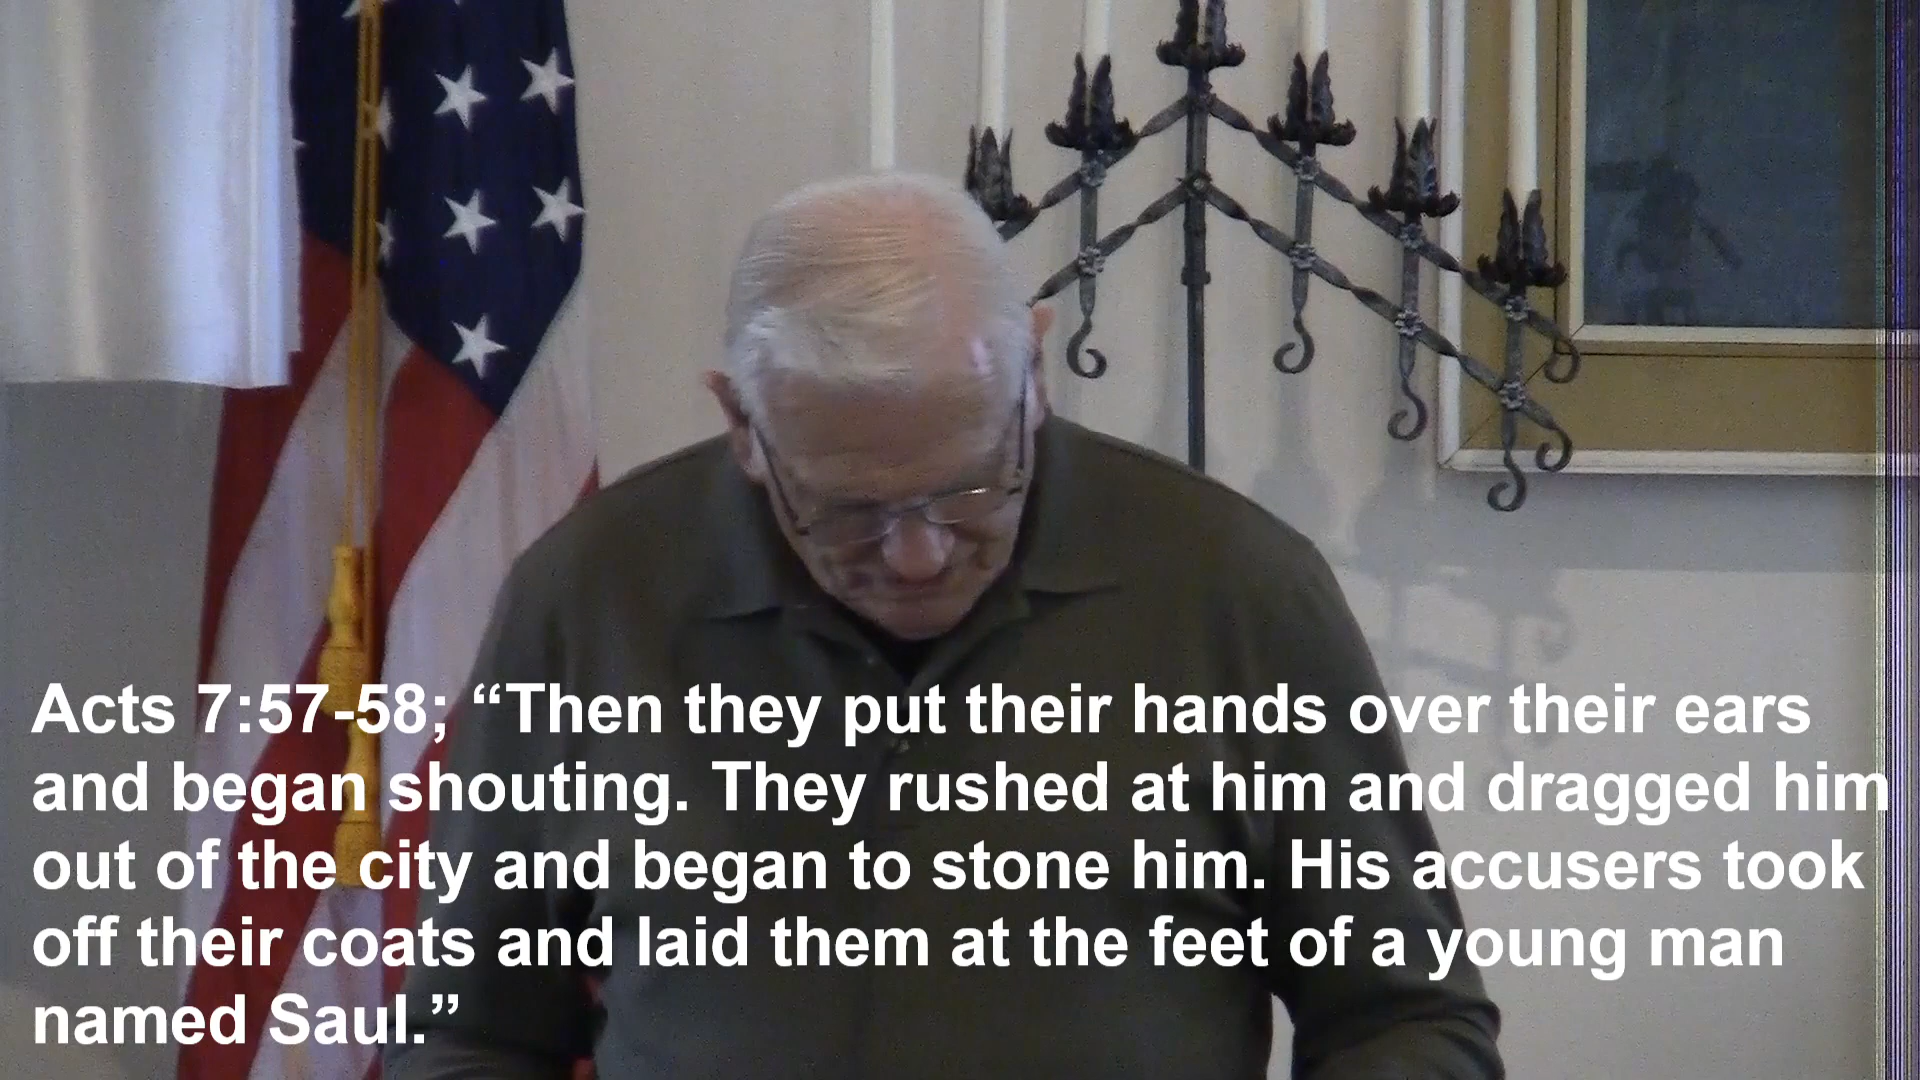 Acts 7:57-58; “Then they put their hands over their ears
and began shouting. They rushed at him and dragged him
out of the city and began to stone him. His accusers took
off their coats and laid them at the feet of a young man
named Saul.”